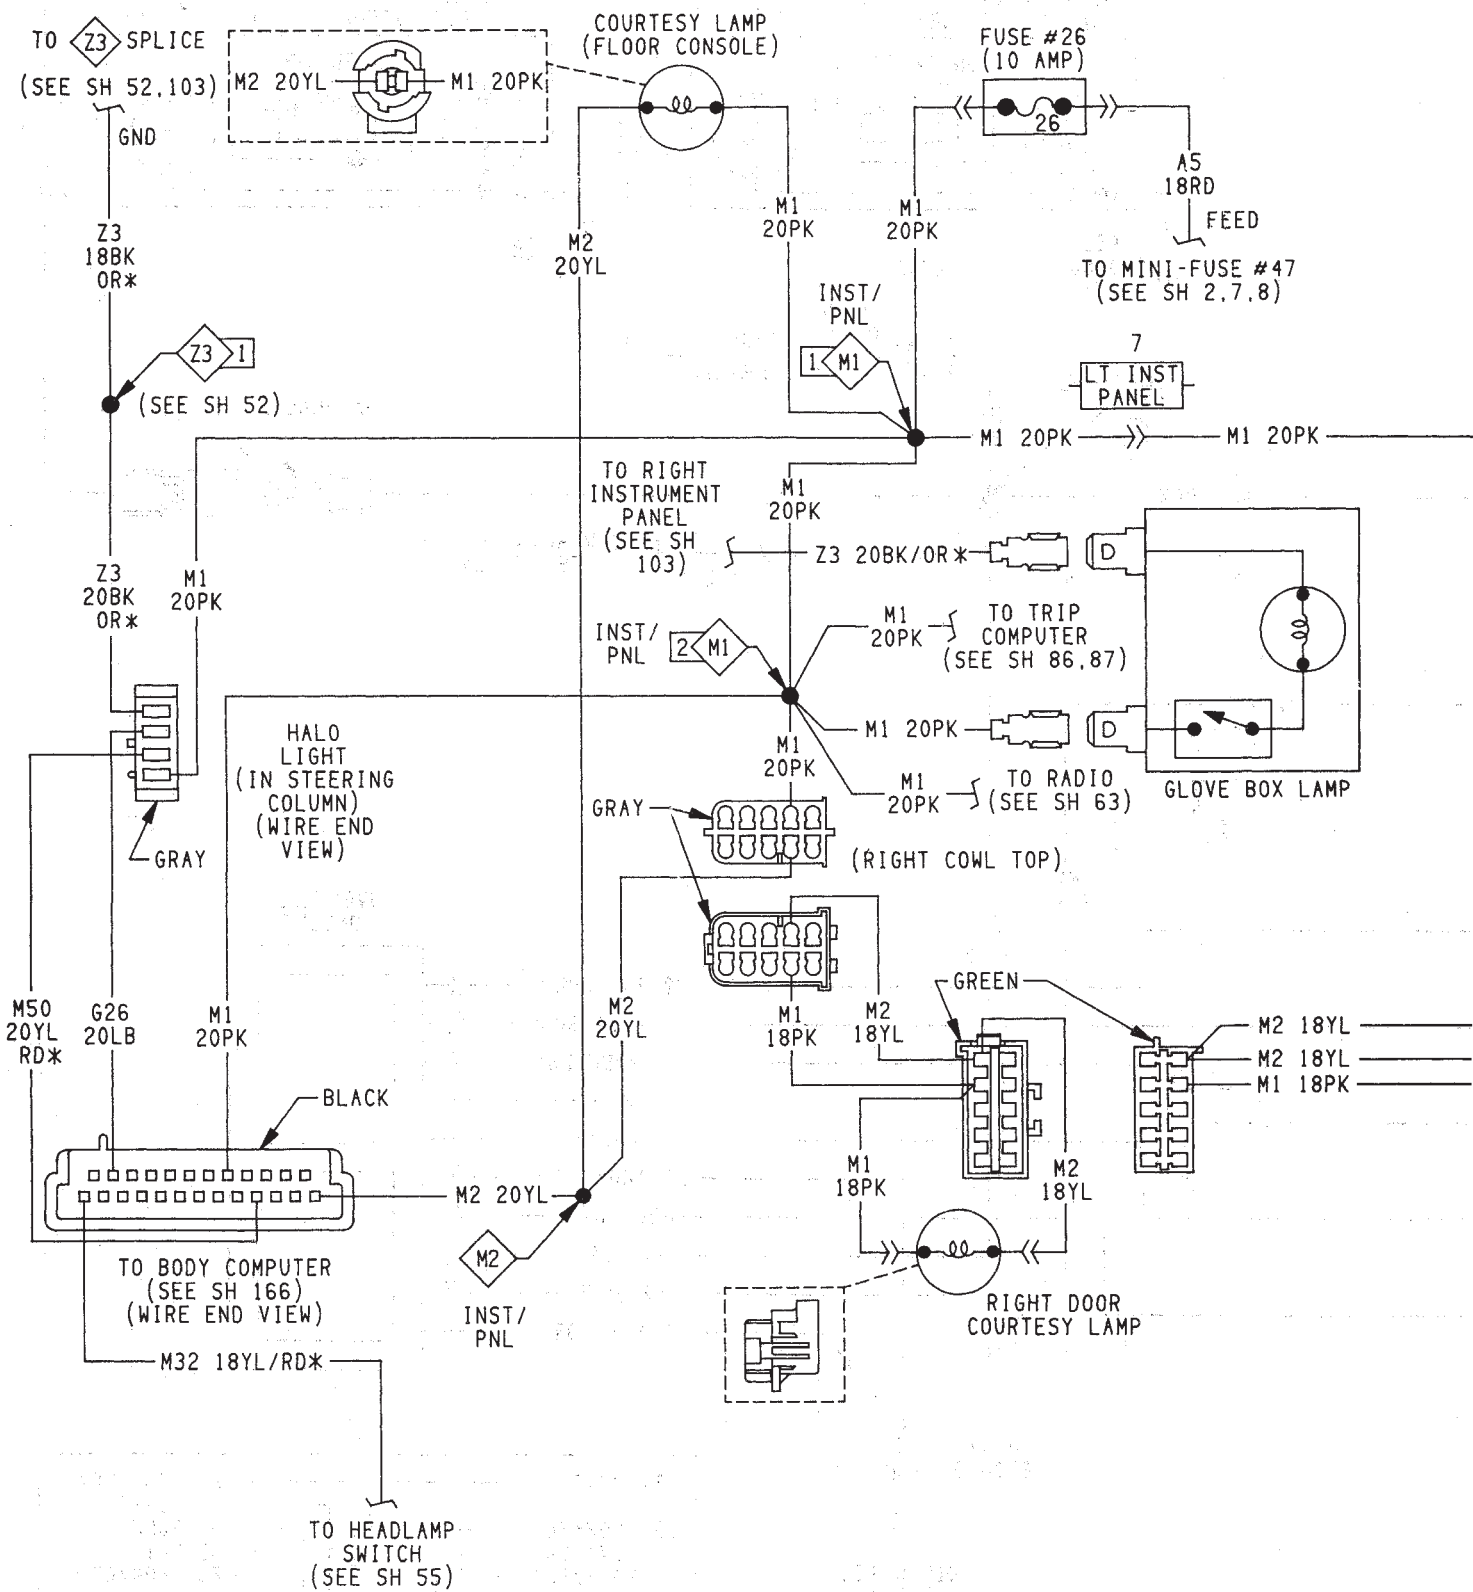 TO Z3 SPLICE
(SEE SH 52,103)
GND
M2 20YL
M1 20PK
COURTESY LAMP
(FLOOR CONSOLE)
FUSE #26
(10 AMP)
26
A5
18RD
FEED
TO MINI-FUSE #47
(SEE SH 2,7,8)
Z3
18BK
OR*
M2
20YL
M1
20PK
M1
20PK
INST/
PNL
1 M1
Z3 1
(SEE SH 52)
7
LT INST
PANEL
M1 20PK
M1 20PK
TO RIGHT
INSTRUMENT
PANEL
(SEE SH
103)
M1
20PK
Z3 20BK/OR*
D
Z3
20BK
OR*
M1
20PK
INST/
PNL
2 M1
M1
20PK
TO TRIP
COMPUTER
(SEE SH 86,87)
M1 20PK
D
M1
20PK
M1
20PK
TO RADIO
(SEE SH 63)
GLOVE BOX LAMP
HALO
LIGHT
(IN STEERING
COLUMN)
(WIRE END
VIEW)
GRAY
GRAY
(RIGHT COWL TOP)
M50
20YL
RD*
G26
20LB
M1
20PK
M2
20YL
M1
18PK
M2
18YL
GREEN
M2 18YL
M2 18YL
M1 18PK
BLACK
M2 20YL
M1
18PK
M2
18YL
M2
INST/
PNL
TO BODY COMPUTER
(SEE SH 166)
(WIRE END VIEW)
RIGHT DOOR
COURTESY LAMP
M32 18YL/RD*
TO HEADLAMP
SWITCH
(SEE SH 55)